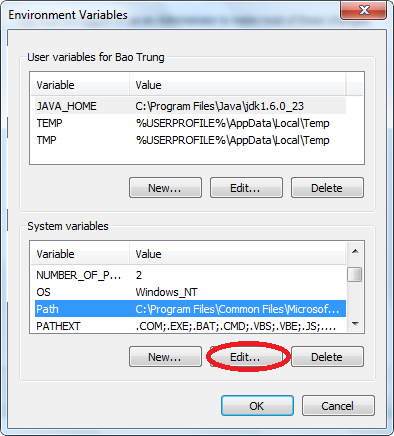 Environment Variables
User variables for Bao Trung
Variable Value
JAVA_HOME C:\Program Files\Java\jdk1.6.0_23
TEMP %USERPROFILE%\AppData\Local\Temp
TMP %USERPROFILE%\AppData\Local\Temp
New... Edit... Delete
System variables
Variable Value
NUMBER_OF_P... 2
OS Windows_NT
Path C:\Program Files\Common Files\Microsof...
PATHEXT .COM;.EXE;.BAT;.CMD;.VBS;.VBE;.JS;....
New... Edit... Delete
OK Cancel